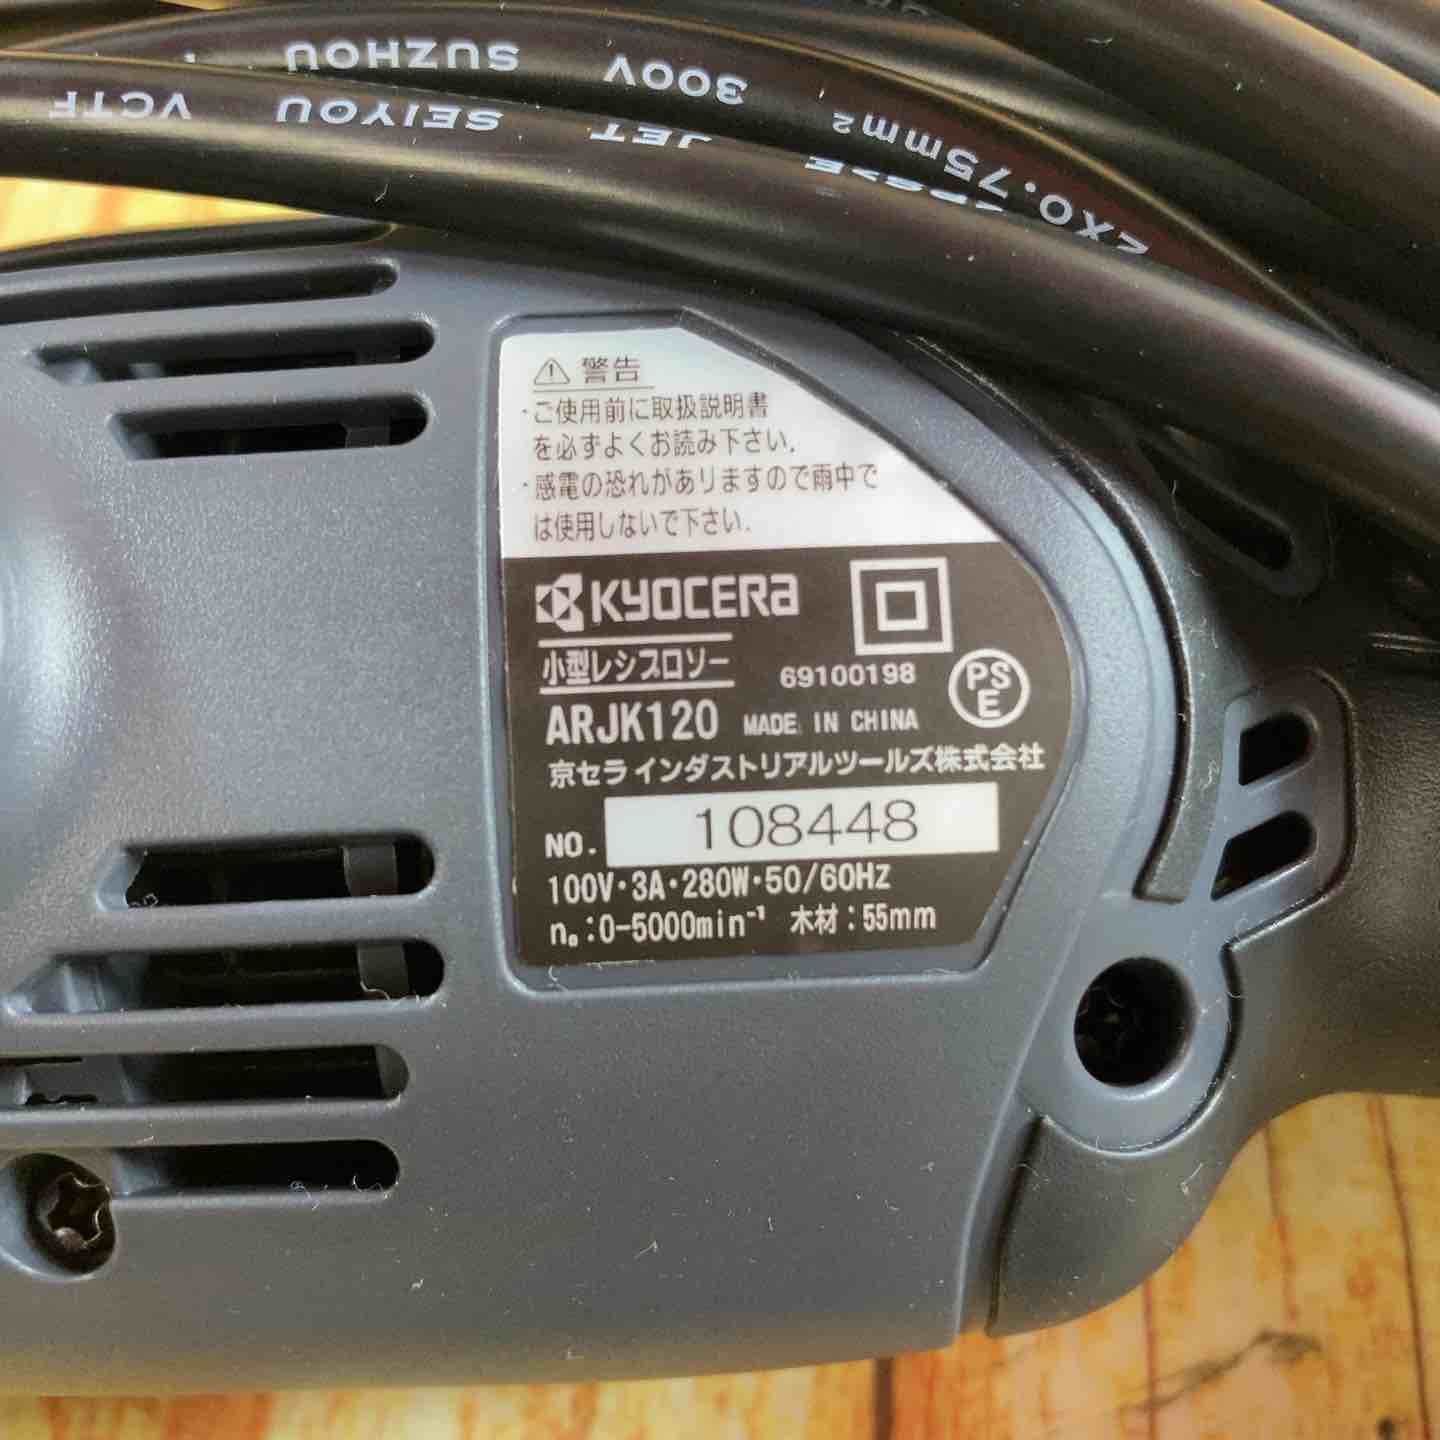 SUZHOU 300V 2X0.75mm²
VCTF SEIYOU JET <PS>E
警告
・ご使用前に取扱説明書
を必ずよくお読み下さい.
・感電の恐れがありますので雨中で
は使用しないで下さい.
KYOCERA
小型レシプロソー
69100198
PS
E
ARJK120 MADE IN CHINA
京セラ インダストリアルツールズ株式会社
NO. 108448
100V・3A・280W・50/60Hz
n₀:0-5000min⁻¹ 木材:55mm